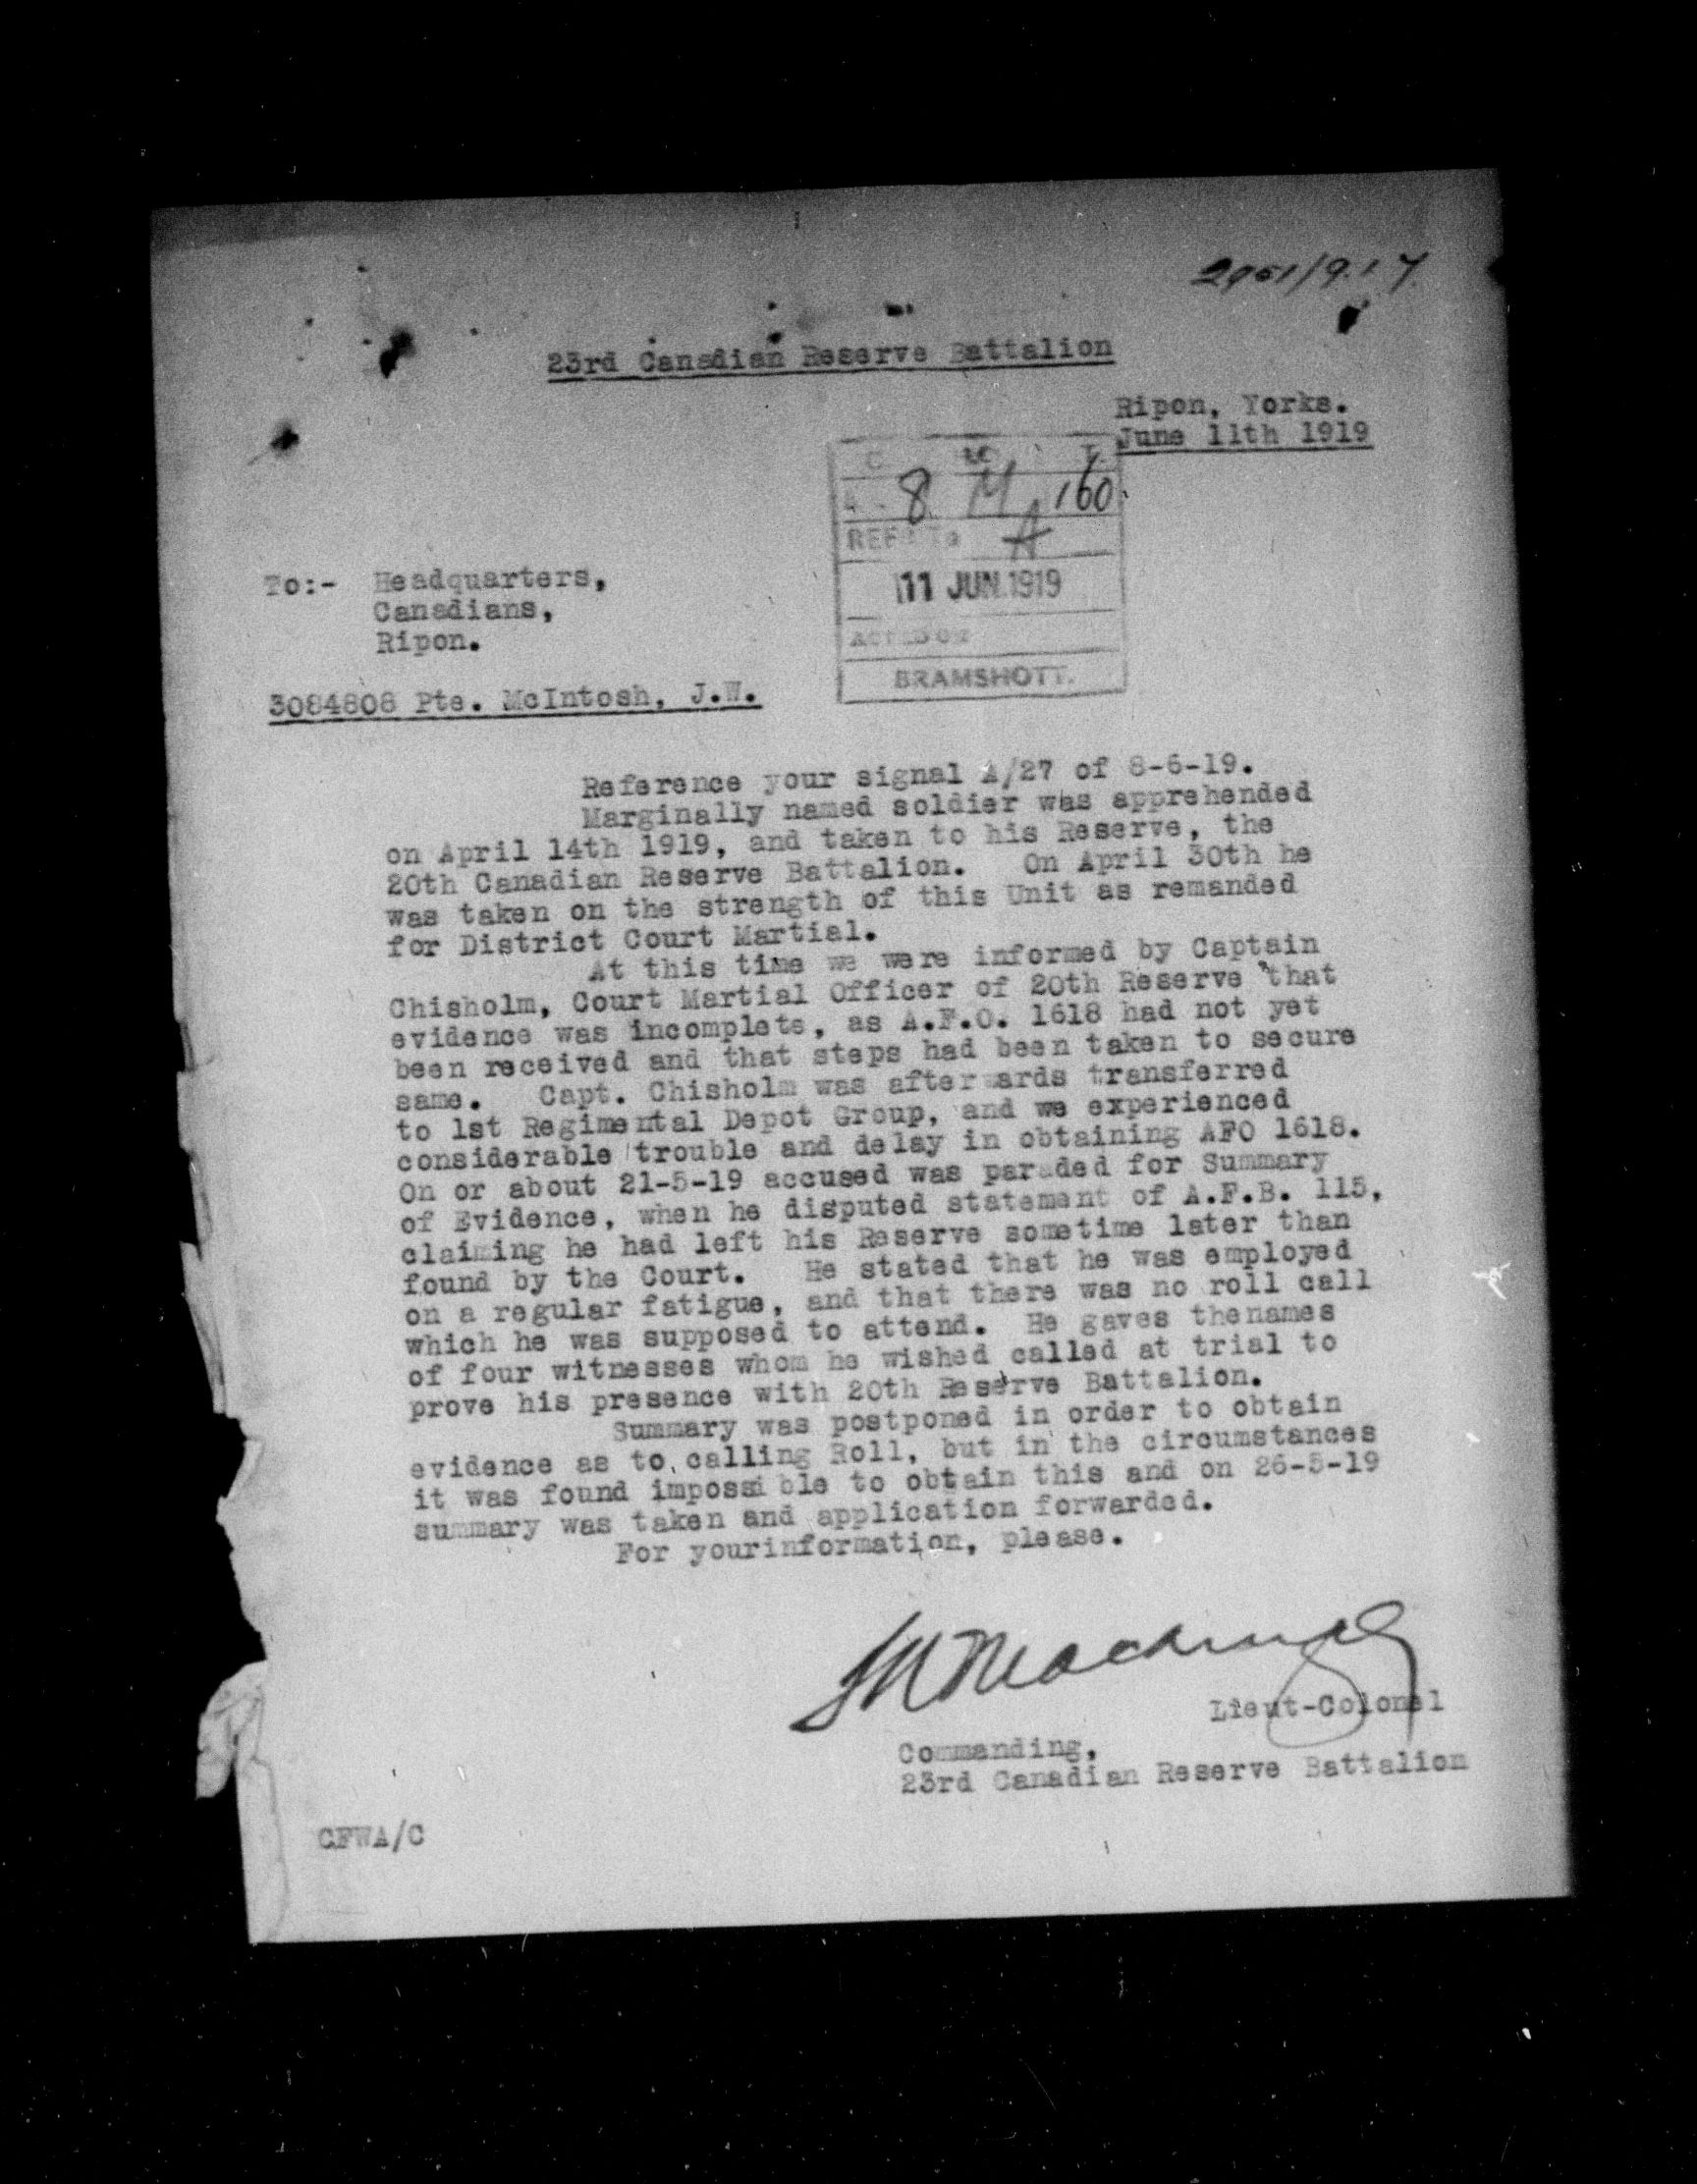 23rd Canadian Reserve Battalion
Ripon, Yorks.
June 11th 1919
8 M 160
REF TO A
11 JUN 1919
BRAMSHOTT.
To:- Headquarters,
Canadians,
Ripon.
3084808 Pte. McIntosh, J.W.
Reference your signal A/27 of 8-6-19.
Marginally named soldier was apprehended
on April 14th 1919, and taken to his Reserve, the
20th Canadian Reserve Battalion. On April 30th he
was taken on the strength of this Unit as remanded
for District Court Martial.
At this time we were informed by Captain
Chisholm, Court Martial Officer of 20th Reserve that
evidence was incomplete, as A.F.O. 1618 had not yet
been received and that steps had been taken to secure
same. Capt. Chisholm was afterwards transferred
to 1st Regimental Depot Group, and we experienced
considerable trouble and delay in obtaining AFO 1618.
On or about 21-5-19 accused was paraded for Summary
of Evidence, when he disputed statement of A.F.B. 115,
claiming he had left his Reserve sometime later than
found by the Court. He stated that he was employed
on a regular fatigue, and that there was no roll call
which he was supposed to attend. He gaves thenames
of four witnesses whom he wished called at trial to
prove his presence with 20th Reserve Battalion.
Summary was postponed in order to obtain
evidence as to calling Roll, but in the circumstances
it was found impossible to obtain this and on 26-5-19
summary was taken and application forwarded.
For yourinformation, please.
Lieut-Colonel
Commanding,
23rd Canadian Reserve Battalion
CFWA/C